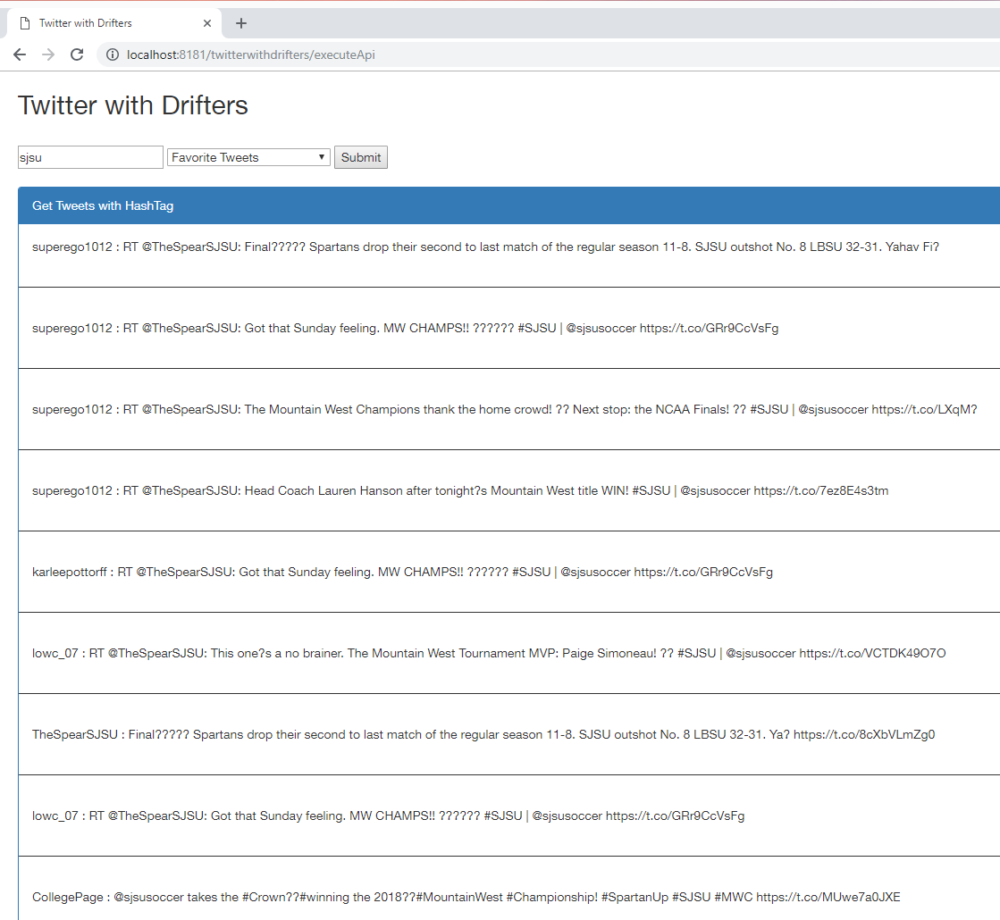 Twitter with Drifters
localhost:8181/twitterwithdrifters/executeApi
Twitter with Drifters
sjsu Favorite Tweets Submit
Get Tweets with HashTag
superego1012 : RT @TheSpearSJSU: Final????? Spartans drop their second to last match of the regular season 11-8. SJSU outshot No. 8 LBSU 32-31. Yahav Fi?
superego1012 : RT @TheSpearSJSU: Got that Sunday feeling. MW CHAMPS!! ?????? #SJSU | @sjsusoccer https://t.co/GRr9CcVsFg
superego1012 : RT @TheSpearSJSU: The Mountain West Champions thank the home crowd! ?? Next stop: the NCAA Finals! ?? #SJSU | @sjsusoccer https://t.co/LXqM?
superego1012 : RT @TheSpearSJSU: Head Coach Lauren Hanson after tonight?s Mountain West title WIN! #SJSU | @sjsusoccer https://t.co/7ez8E4s3tm
karleepottorff : RT @TheSpearSJSU: Got that Sunday feeling. MW CHAMPS!! ?????? #SJSU | @sjsusoccer https://t.co/GRr9CcVsFg
lowc_07 : RT @TheSpearSJSU: This one?s a no brainer. The Mountain West Tournament MVP: Paige Simoneau! ?? #SJSU | @sjsusoccer https://t.co/VCTDK49O7O
TheSpearSJSU : Final????? Spartans drop their second to last match of the regular season 11-8. SJSU outshot No. 8 LBSU 32-31. Ya? https://t.co/8cXbVLmZg0
lowc_07 : RT @TheSpearSJSU: Got that Sunday feeling. MW CHAMPS!! ?????? #SJSU | @sjsusoccer https://t.co/GRr9CcVsFg
CollegePage : @sjsusoccer takes the #Crown??#winning the 2018??#MountainWest #Championship! #SpartanUp #SJSU #MWC https://t.co/MUwe7a0JXE